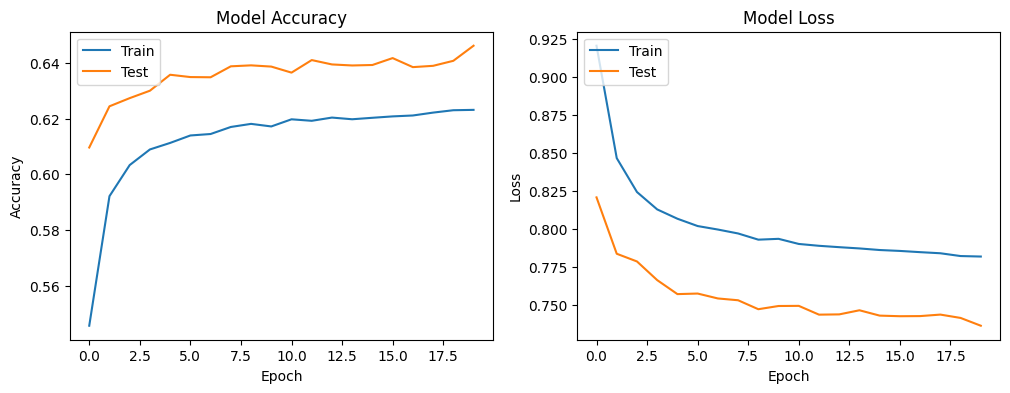 Model Accuracy
Train
Test
0.64
0.62
0.60
0.58
0.56
Accuracy
0.0 2.5 5.0 7.5 10.0 12.5 15.0 17.5
Epoch
Model Loss
Train
Test
0.925
0.900
0.875
0.850
0.825
0.800
0.775
0.750
Loss
0.0 2.5 5.0 7.5 10.0 12.5 15.0 17.5
Epoch